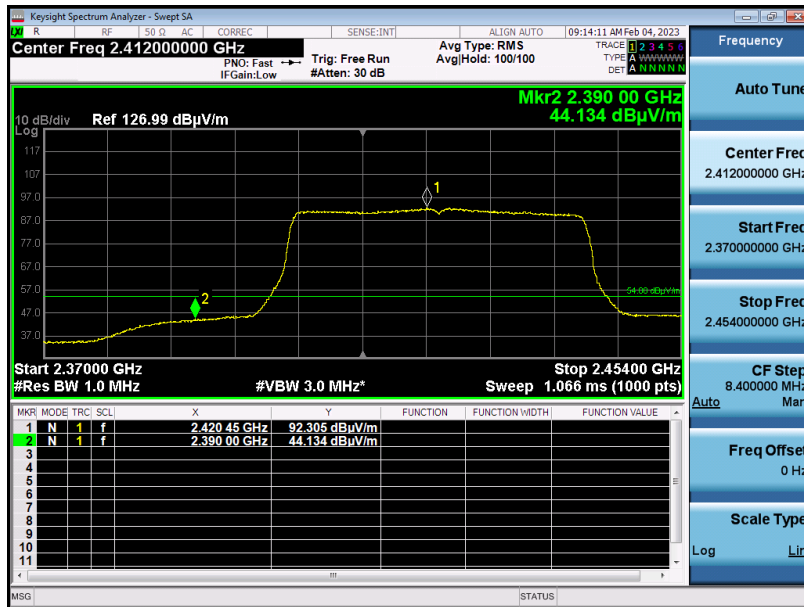 Keysight Spectrum Analyzer - Swept SA
LXI R RF 50 Ω AC CORREC SENSE:INT ALIGN AUTO 09:14:11 AM Feb 04, 2023
Center Freq 2.412000000 GHz
PNO: Fast
IFGain:Low
Trig: Free Run
#Atten: 30 dB
Avg Type: RMS
Avg|Hold: 100/100
TRACE 1 2 3 4 5 6
TYPE A WWWWW
DET A N N N N N
Mkr2 2.390 00 GHz
44.134 dBµV/m
10 dB/div Ref 126.99 dBµV/m
Log
117
107
97.0
87.0
77.0
67.0
57.0
47.0
37.0
1
2
54.00 dBµV/m
Start 2.37000 GHz Stop 2.45400 GHz
#Res BW 1.0 MHz #VBW 3.0 MHz* Sweep 1.066 ms (1000 pts)
MKR MODE TRC SCL X Y FUNCTION FUNCTION WIDTH FUNCTION VALUE
1 N 1 f 2.420 45 GHz 92.305 dBµV/m
2 N 1 f 2.390 00 GHz 44.134 dBµV/m
3
4
5
6
7
8
9
10
11
MSG STATUS
Frequency
Auto Tune
Center Freq
2.412000000 GHz
Start Freq
2.370000000 GHz
Stop Freq
2.454000000 GHz
CF Step
8.400000 MHz
Auto Man
Freq Offset
0 Hz
Scale Type
Log Lin